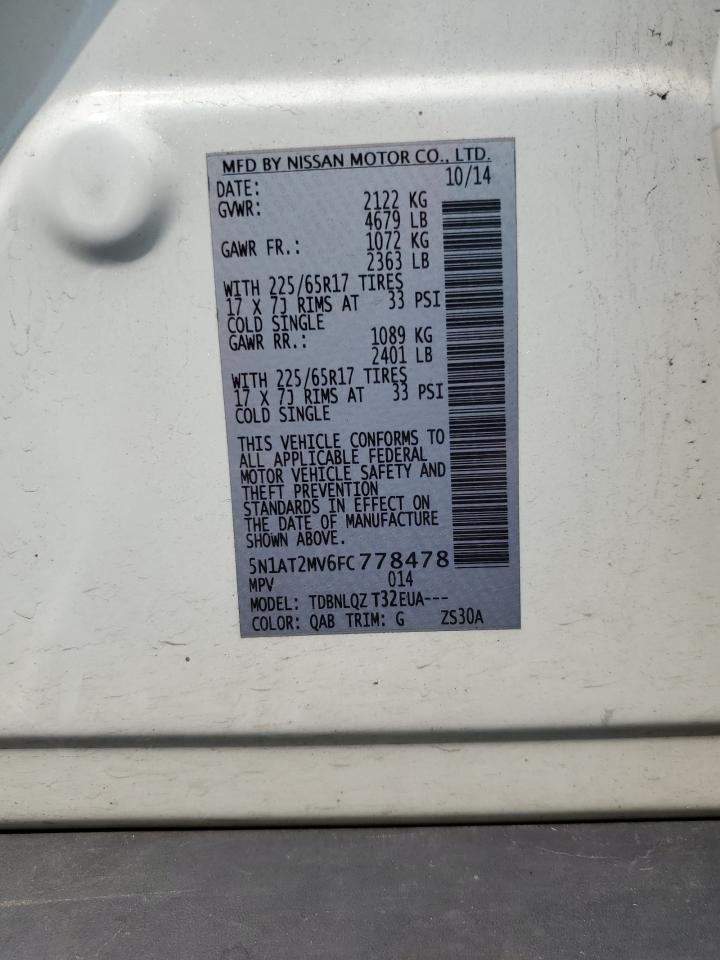 MFD BY NISSAN MOTOR CO., LTD.
DATE: 10/14
GVWR: 2122 KG
4679 LB
GAWR FR.: 1072 KG
2363 LB
WITH 225/65R17 TIRES
17 X 7J RIMS AT 33 PSI
COLD SINGLE
GAWR RR.: 1089 KG
2401 LB
WITH 225/65R17 TIRES
17 X 7J RIMS AT 33 PSI
COLD SINGLE
THIS VEHICLE CONFORMS TO
ALL APPLICABLE FEDERAL
MOTOR VEHICLE SAFETY AND
THEFT PREVENTION
STANDARDS IN EFFECT ON
THE DATE OF MANUFACTURE
SHOWN ABOVE.
5N1AT2MV6FC778478
MPV 014
MODEL: TDBNLQZ T32EUA---
COLOR: QAB TRIM: G ZS30A